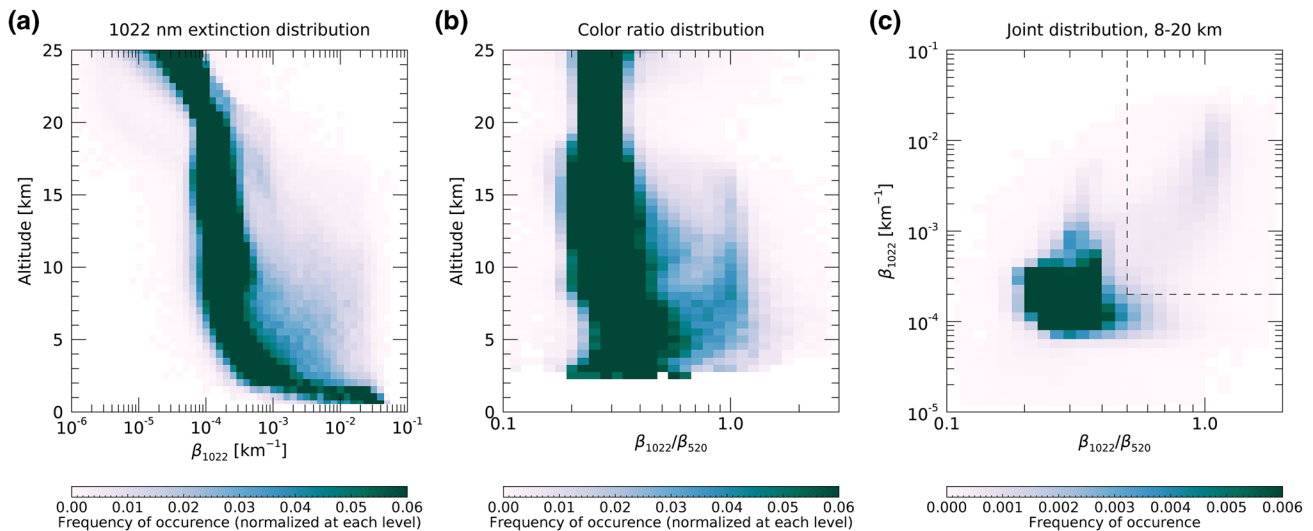 (a)
1022 nm extinction distribution
25
20
15
10
5
0
Altitude [km]
10⁻⁶ 10⁻⁵ 10⁻⁴ 10⁻³ 10⁻² 10⁻¹
β₁₀₂₂ [km⁻¹]
0.00 0.01 0.02 0.03 0.04 0.05 0.06
Frequency of occurence (normalized at each level)
(b)
Color ratio distribution
25
20
15
10
5
0
Altitude [km]
0.1 1.0
β₁₀₂₂/β₅₂₀
0.00 0.01 0.02 0.03 0.04 0.05 0.06
Frequency of occurence (normalized at each level)
(c)
Joint distribution, 8-20 km
10⁻¹
10⁻²
10⁻³
10⁻⁴
10⁻⁵
β₁₀₂₂ [km⁻¹]
0.1 1.0
β₁₀₂₂/β₅₂₀
0.000 0.001 0.002 0.003 0.004 0.005 0.006
Frequency of occurence